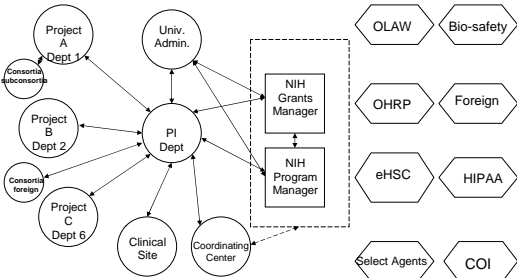 Project
A
Dept 1
Consortia
subconsortia
Project
B
Dept 2
Consortia
foreign
Project
C
Dept 6
Univ.
Admin.
PI
Dept
Clinical
Site
Coordinating
Center
NIH
Grants
Manager
NIH
Program
Manager
OLAW
Bio-safety
OHRP
Foreign
eHSC
HIPAA
Select Agents
COI